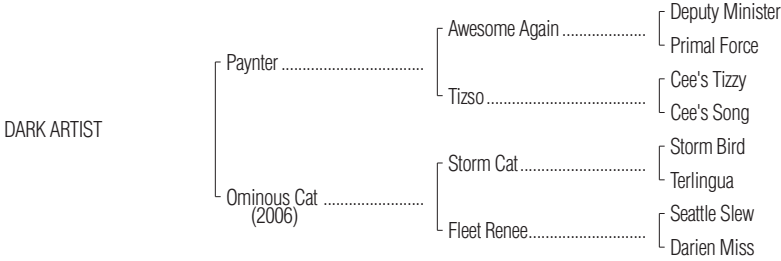 Deputy Minister
Awesome Again ....................
Primal Force
Paynter .................................
Cee's Tizzy
Tizso ......................................
Cee's Song
DARK ARTIST
Storm Bird
Storm Cat ..............................
Terlingua
Ominous Cat ........................
(2006)
Seattle Slew
Fleet Renee............................
Darien Miss